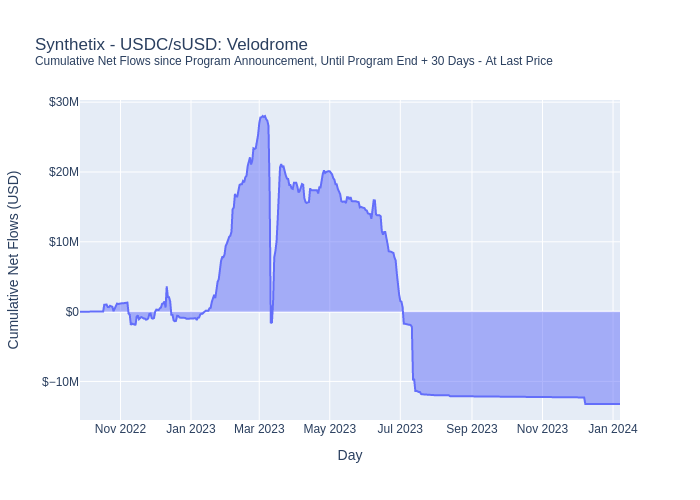 Synthetix - USDC/sUSD: Velodrome
Cumulative Net Flows since Program Announcement, Until Program End + 30 Days - At Last Price
Cumulative Net Flows (USD)
$30M
$20M
$10M
$0
$−10M
Nov 2022 Jan 2023 Mar 2023 May 2023 Jul 2023 Sep 2023 Nov 2023 Jan 2024
Day